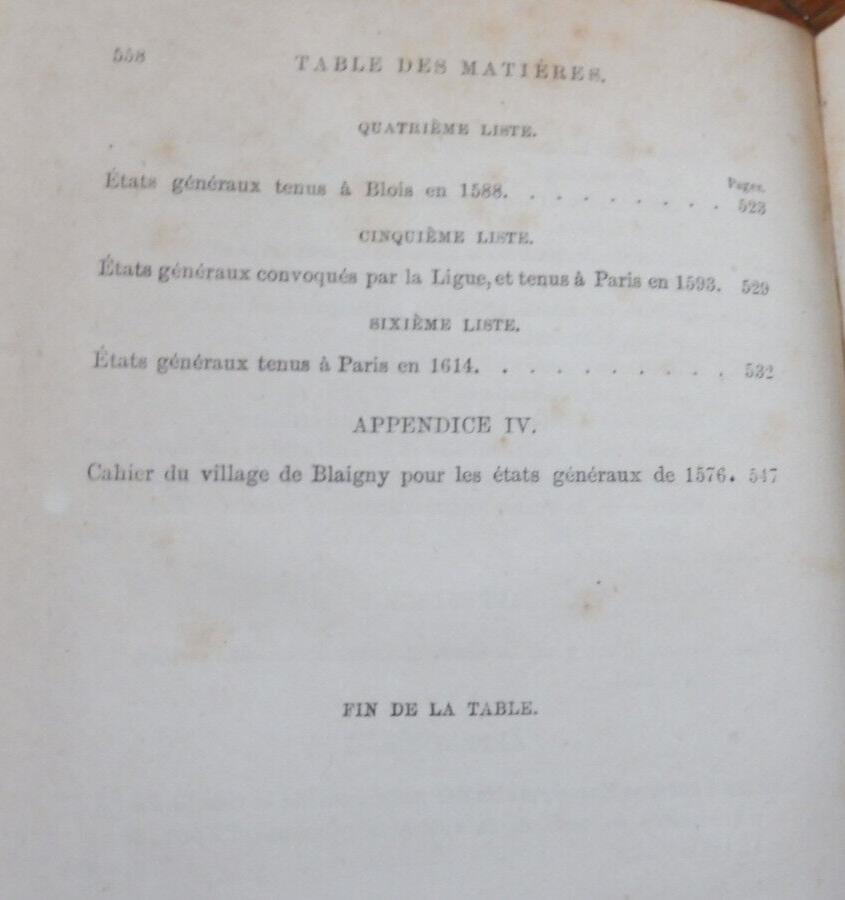 558
TABLE DES MATIÈRES.
QUATRIÈME LISTE.
Pages.
États généraux tenus à Blois en 1588. . . . . . . . . 523
CINQUIÈME LISTE.
États généraux convoqués par la Ligue, et tenus à Paris en 1593. 529
SIXIÈME LISTE.
États généraux tenus à Paris en 1614. . . . . . . . . . 532
APPENDICE IV.
Cahier du village de Blaigny pour les états généraux de 1576. 547
FIN DE LA TABLE.